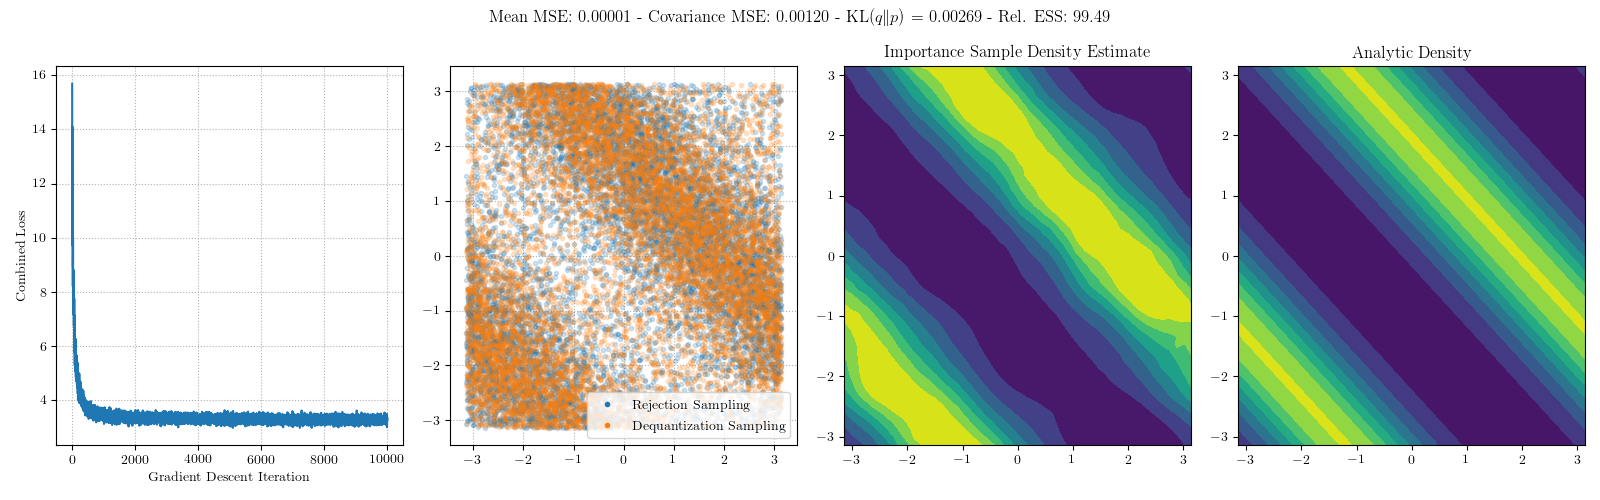 Mean MSE: 0.00001 - Covariance MSE: 0.00120 - KL(q‖p) = 0.00269 - Rel. ESS: 99.49
Combined Loss
16
14
12
10
8
6
4
0 2000 4000 6000 8000 10000
Gradient Descent Iteration
3
2
1
0
−1
−2
−3
−3 −2 −1 0 1 2 3
Rejection Sampling
Dequantization Sampling
Importance Sample Density Estimate
3
2
1
0
−1
−2
−3
−3 −2 −1 0 1 2 3
Analytic Density
3
2
1
0
−1
−2
−3
−3 −2 −1 0 1 2 3